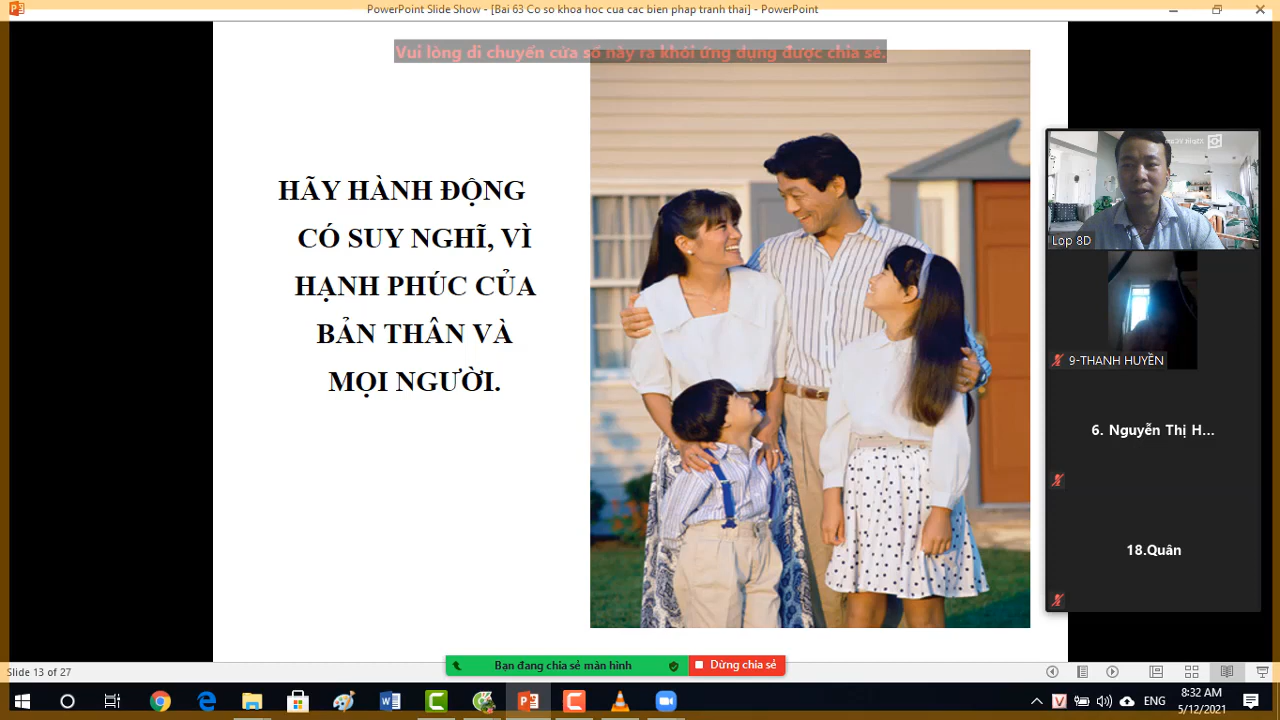 PowerPoint Slide Show - [Bai 63 Co so khoa hoc cua cac bien phap tranh thai] - PowerPoint
Vui lòng di chuyển cửa sổ này ra khỏi ứng dụng được chia sẻ.
HÃY HÀNH ĐỘNG
CÓ SUY NGHĨ, VÌ
HẠNH PHÚC CỦA
BẢN THÂN VÀ
MỌI NGƯỜI.
Lop 8D
9-THANH HUYỀN
6. Nguyễn Thị H...
18.Quân
Slide 13 of 27
Bạn đang chia sẻ màn hình
Dừng chia sẻ
ENG
8:32 AM
5/12/2021